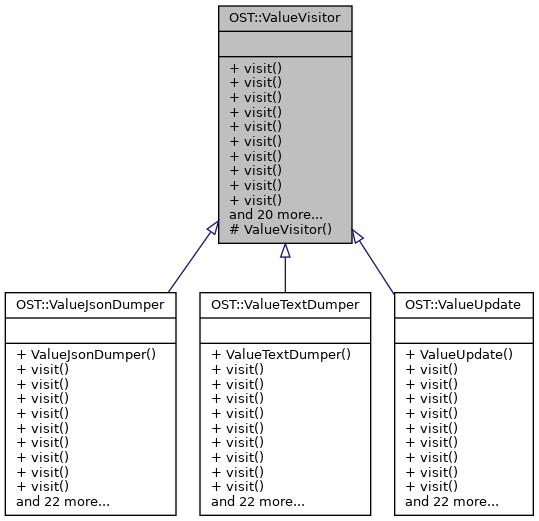 OST::ValueVisitor
+ visit()
+ visit()
+ visit()
+ visit()
+ visit()
+ visit()
+ visit()
+ visit()
+ visit()
+ visit()
and 20 more...
# ValueVisitor()
OST::ValueJsonDumper
+ ValueJsonDumper()
+ visit()
+ visit()
+ visit()
+ visit()
+ visit()
+ visit()
+ visit()
+ visit()
+ visit()
and 22 more...
OST::ValueTextDumper
+ ValueTextDumper()
+ visit()
+ visit()
+ visit()
+ visit()
+ visit()
+ visit()
+ visit()
+ visit()
+ visit()
and 22 more...
OST::ValueUpdate
+ ValueUpdate()
+ visit()
+ visit()
+ visit()
+ visit()
+ visit()
+ visit()
+ visit()
+ visit()
+ visit()
and 22 more...